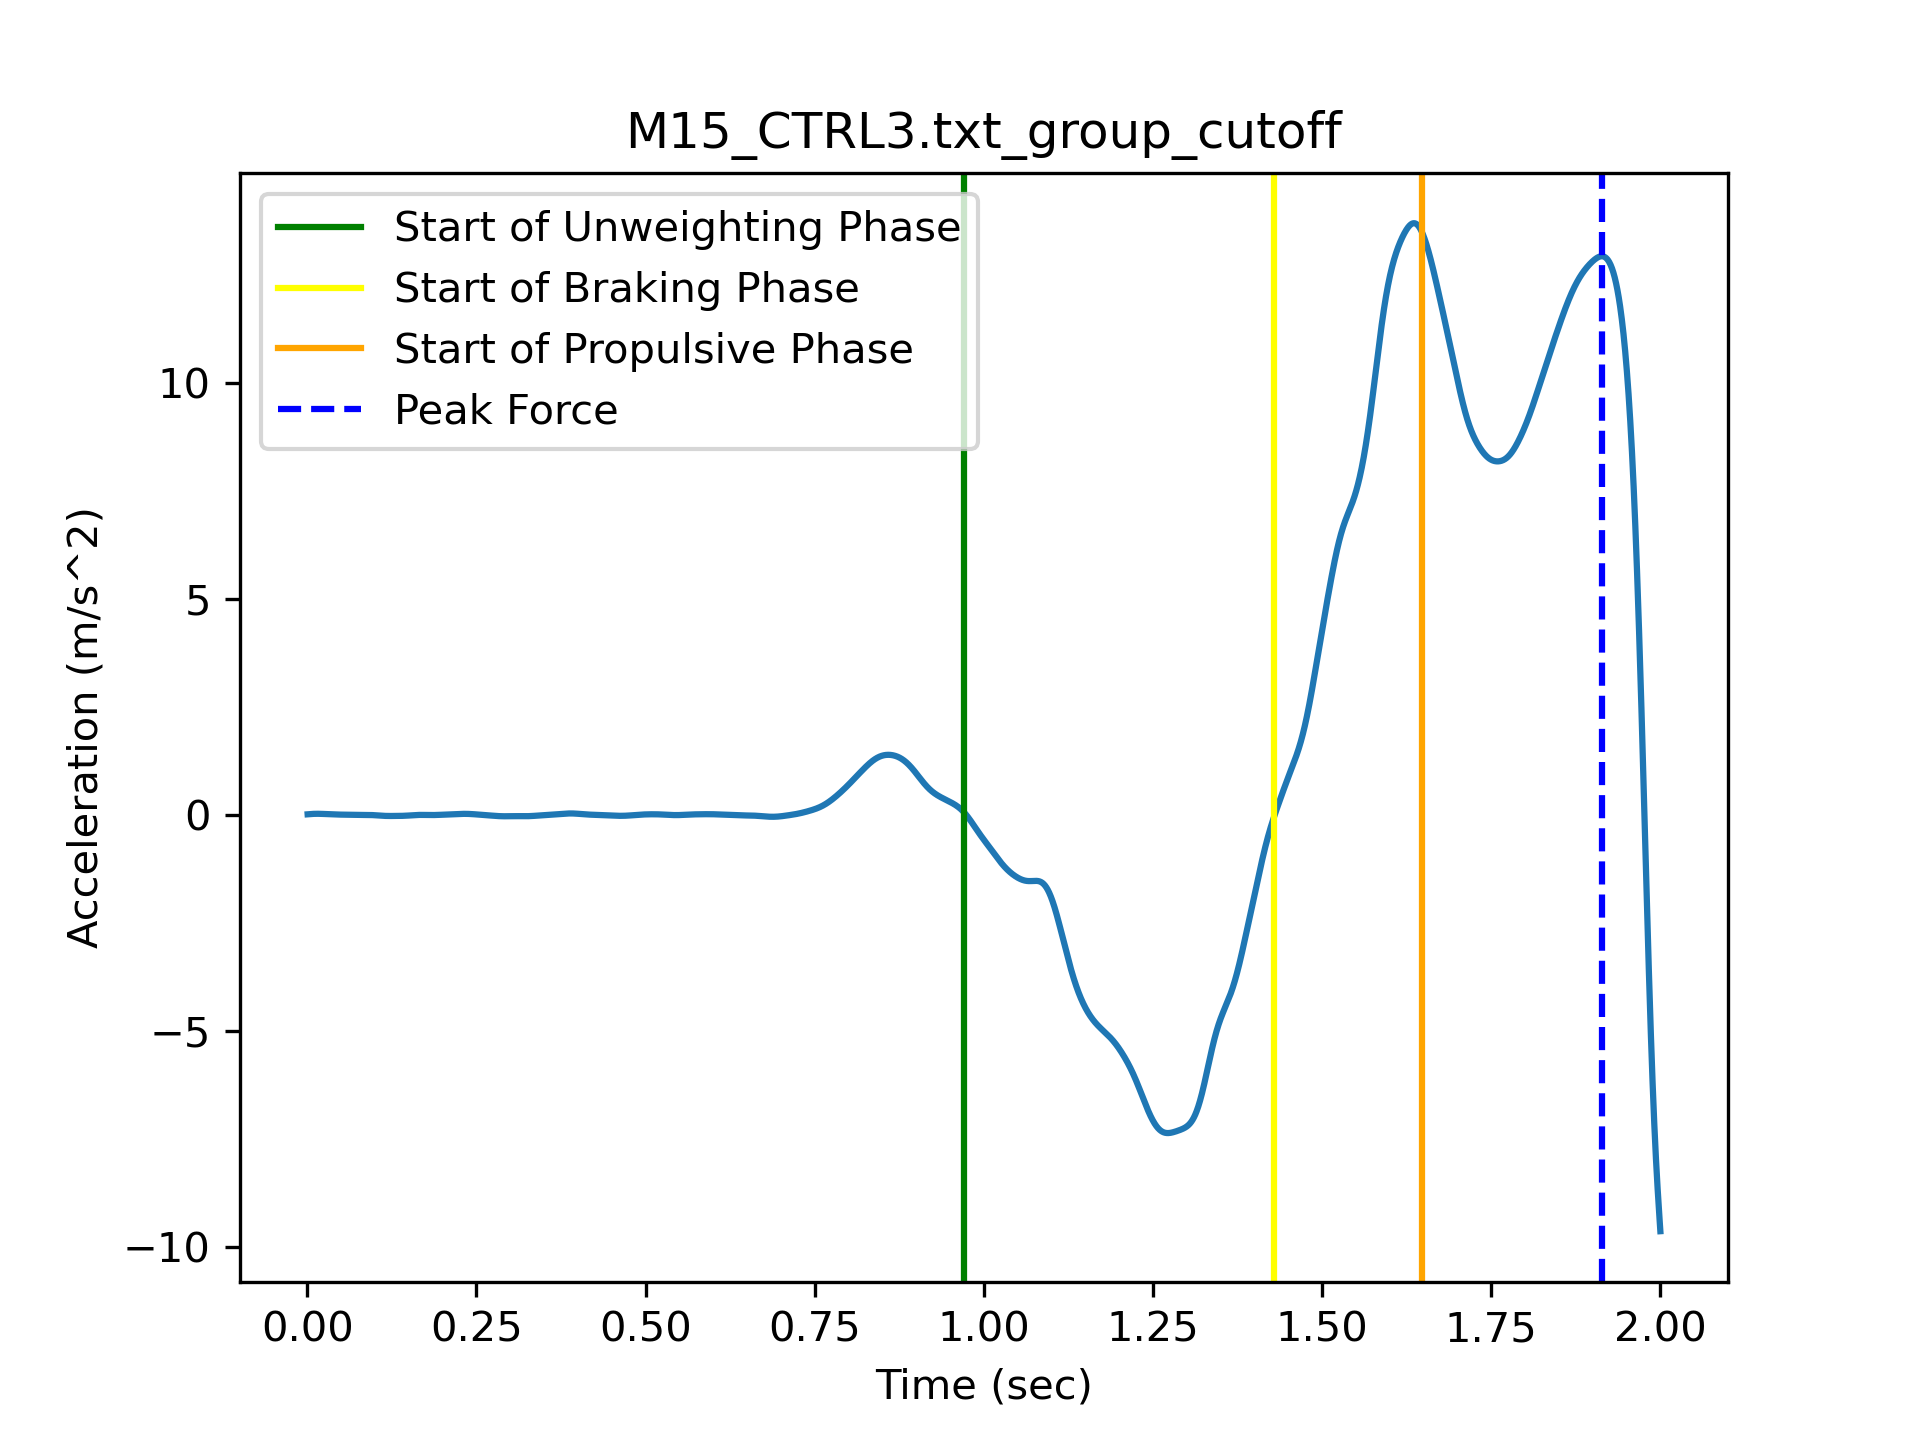 M15_CTRL3.txt_group_cutoff
Start of Unweighting Phase
Start of Braking Phase
Start of Propulsive Phase
Peak Force
Acceleration (m/s^2)
10
5
0
−5
−10
0.00 0.25 0.50 0.75 1.00 1.25 1.50 1.75 2.00
Time (sec)